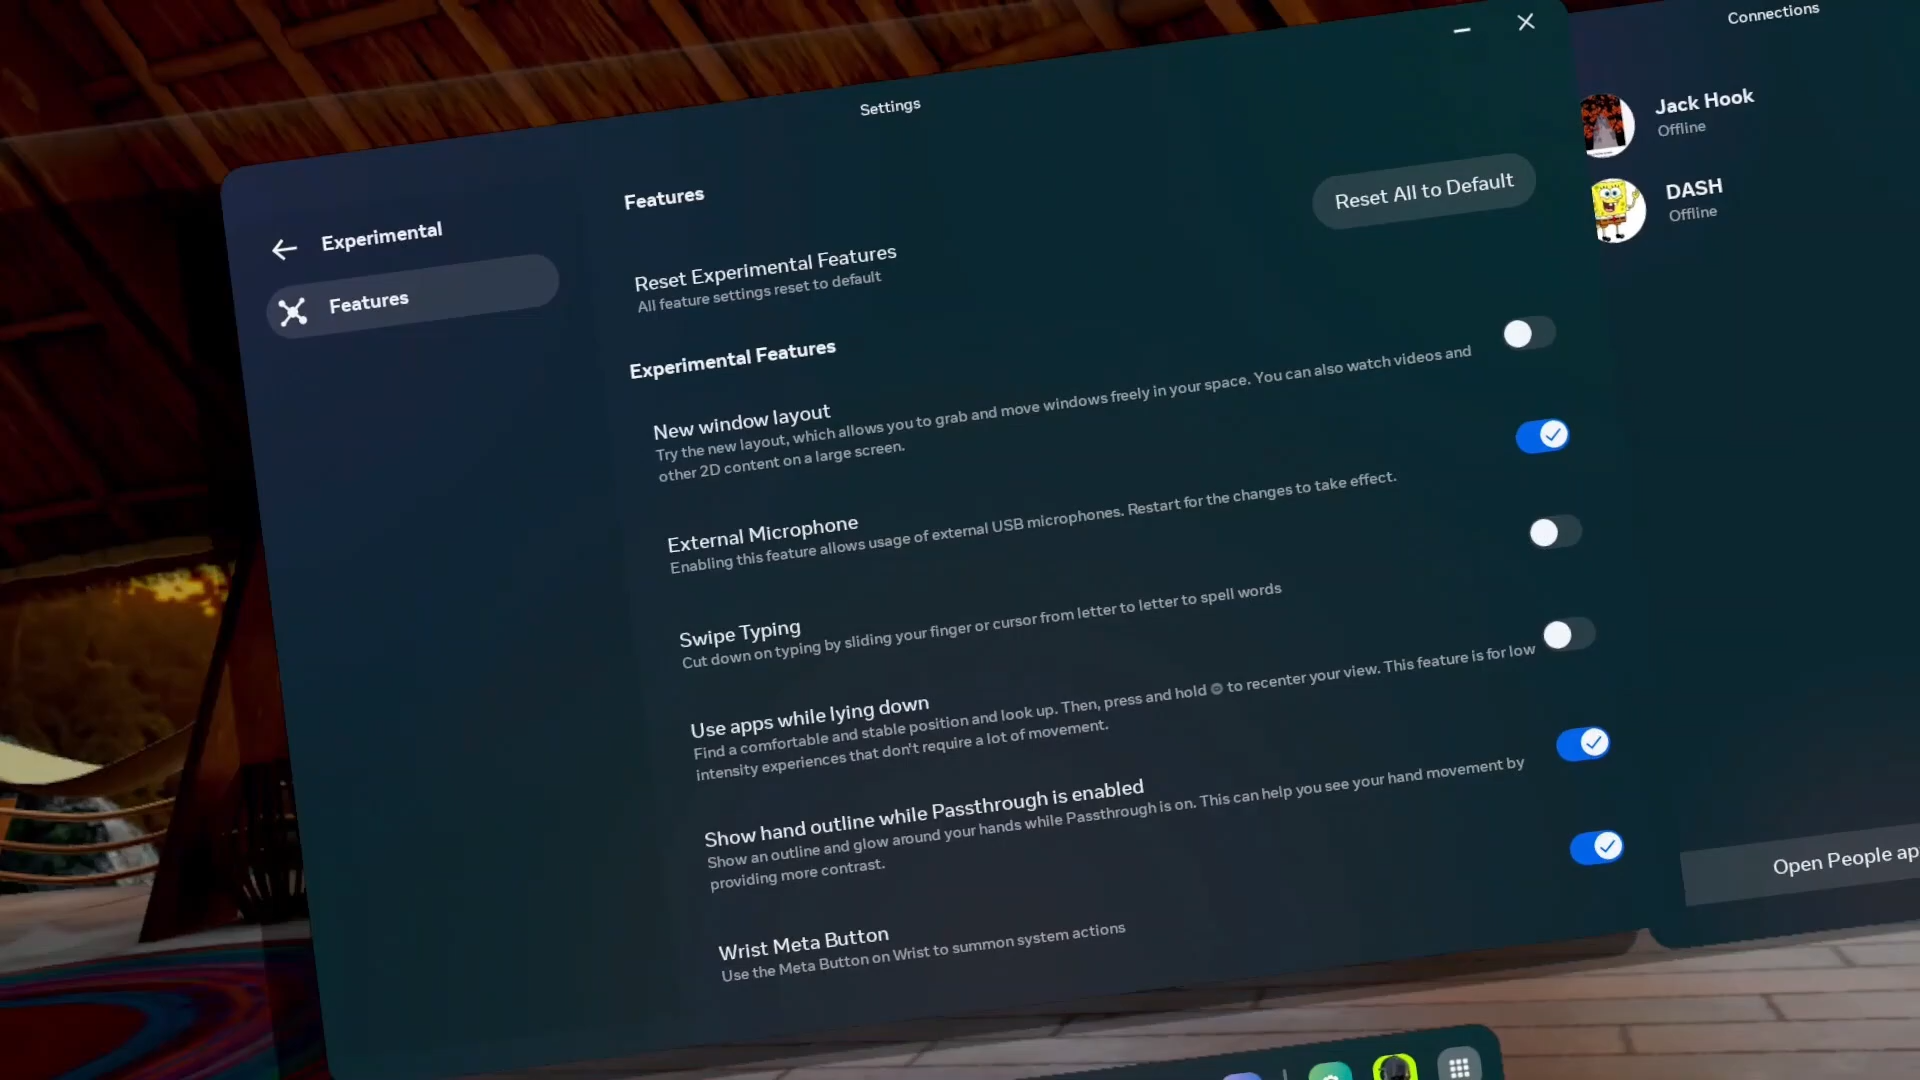 Settings
Experimental
Features
Features
Reset All to Default
Reset Experimental Features
All feature settings reset to default
Experimental Features
New window layout
Try the new layout, which allows you to grab and move windows freely in your space. You can also watch videos and
other 2D content on a large screen.
External Microphone
Enabling this feature allows usage of external USB microphones. Restart for the changes to take effect.
Swipe Typing
Cut down on typing by sliding your finger or cursor from letter to letter to spell words
Use apps while lying down
Find a comfortable and stable position and look up. Then, press and hold to recenter your view. This feature is for low
intensity experiences that don't require a lot of movement.
Show hand outline while Passthrough is enabled
Show an outline and glow around your hands while Passthrough is on. This can help you see your hand movement by
providing more contrast.
Wrist Meta Button
Use the Meta Button on Wrist to summon system actions
Connections
Jack Hook
Offline
DASH
Offline
Open People ap